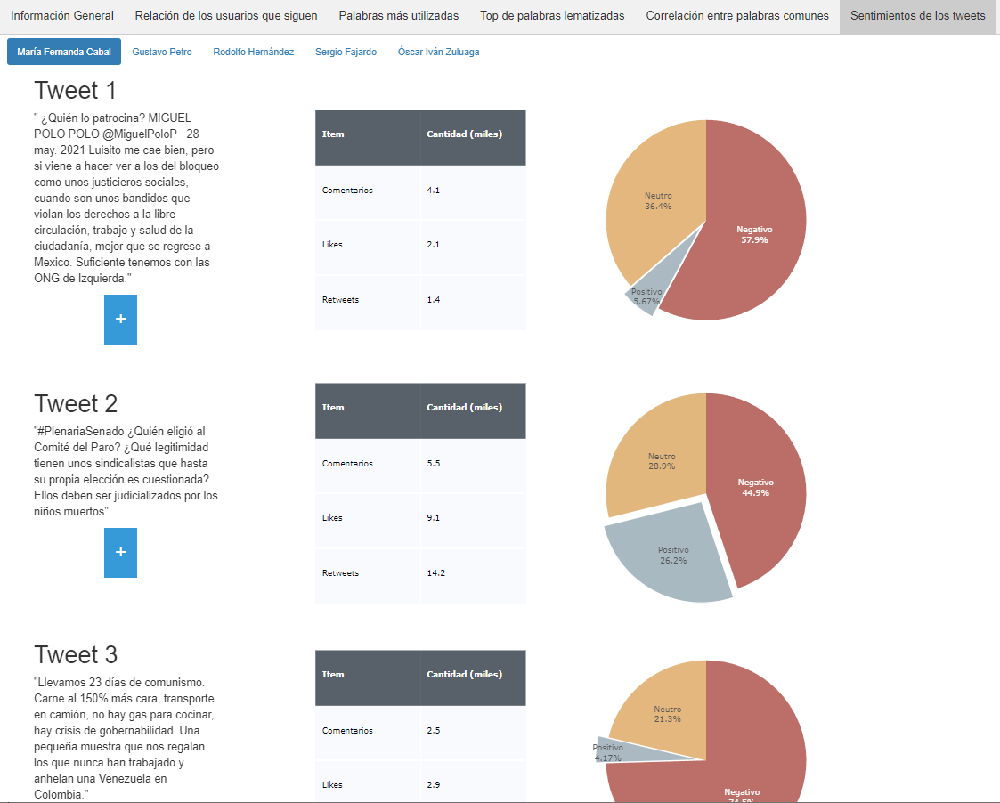 Información General Relación de los usuarios que siguen Palabras más utilizadas Top de palabras lematizadas Correlación entre palabras comunes Sentimientos de los tweets
María Fernanda Cabal Gustavo Petro Rodolfo Hernández Sergio Fajardo Óscar Iván Zuluaga
Tweet 1
" ¿Quién lo patrocina? MIGUEL
POLO POLO @MiguelPoloP · 28
may. 2021 Luisito me cae bien, pero
si viene a hacer ver a los del bloqueo
como unos justicieros sociales,
cuando son unos bandidos que
violan los derechos a la libre
circulación, trabajo y salud de la
ciudadanía, mejor que se regrese a
Mexico. Suficiente tenemos con las
ONG de Izquierda."
+
Item Cantidad (miles)
Comentarios 4.1
Likes 2.1
Retweets 1.4
Neutro
36.4%
Negativo
57.9%
Positivo
5.67%
Tweet 2
"#PlenariaSenado ¿Quién eligió al
Comité del Paro? ¿Qué legitimidad
tienen unos sindicalistas que hasta
su propia elección es cuestionada?.
Ellos deben ser judicializados por los
niños muertos"
+
Item Cantidad (miles)
Comentarios 5.5
Likes 9.1
Retweets 14.2
Neutro
28.9%
Negativo
44.9%
Positivo
26.2%
Tweet 3
"Llevamos 23 días de comunismo.
Carne al 150% más cara, transporte
en camión, no hay gas para cocinar,
hay crisis de gobernabilidad. Una
pequeña muestra que nos regalan
los que nunca han trabajado y
anhelan una Venezuela en
Colombia."
Item Cantidad (miles)
Comentarios 2.5
Likes 2.9
Neutro
21.3%
Positivo
4.17%
Negativo
74.5%